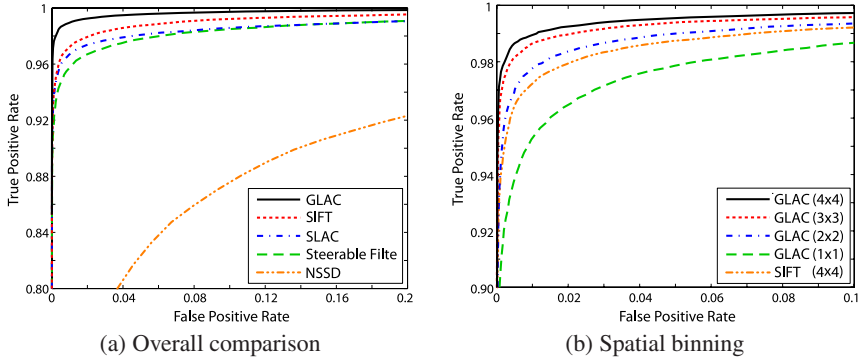 True Positive Rate
1
0.96
0.92
0.88
0.84
0.80
0
0.04
0.08
0.12
0.16
0.2
False Positive Rate
GLAC
SIFT
SLAC
Steerable Filte
NSSD
(a) Overall comparison
True Positive Rate
1
0.98
0.96
0.94
0.92
0.90
0
0.02
0.04
0.06
0.08
0.1
False Positive Rate
GLAC (4x4)
GLAC (3x3)
GLAC (2x2)
GLAC (1x1)
SIFT (4x4)
(b) Spatial binning